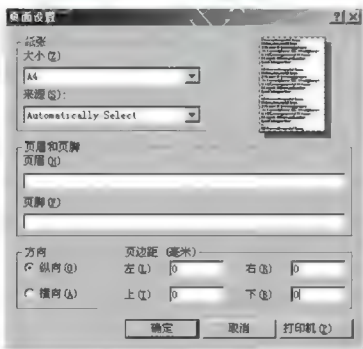 桌面设置
纸张
大小(Z)
A4
来源(S):
Automatically Select
页眉和页脚
页眉(H)
页脚(F)
方向
纵向(O)
横向(A)
页边距(毫米)
左(L) 0 右(R) 0
上(T) 0 下(B) 0
确定 取消 打印机(P)